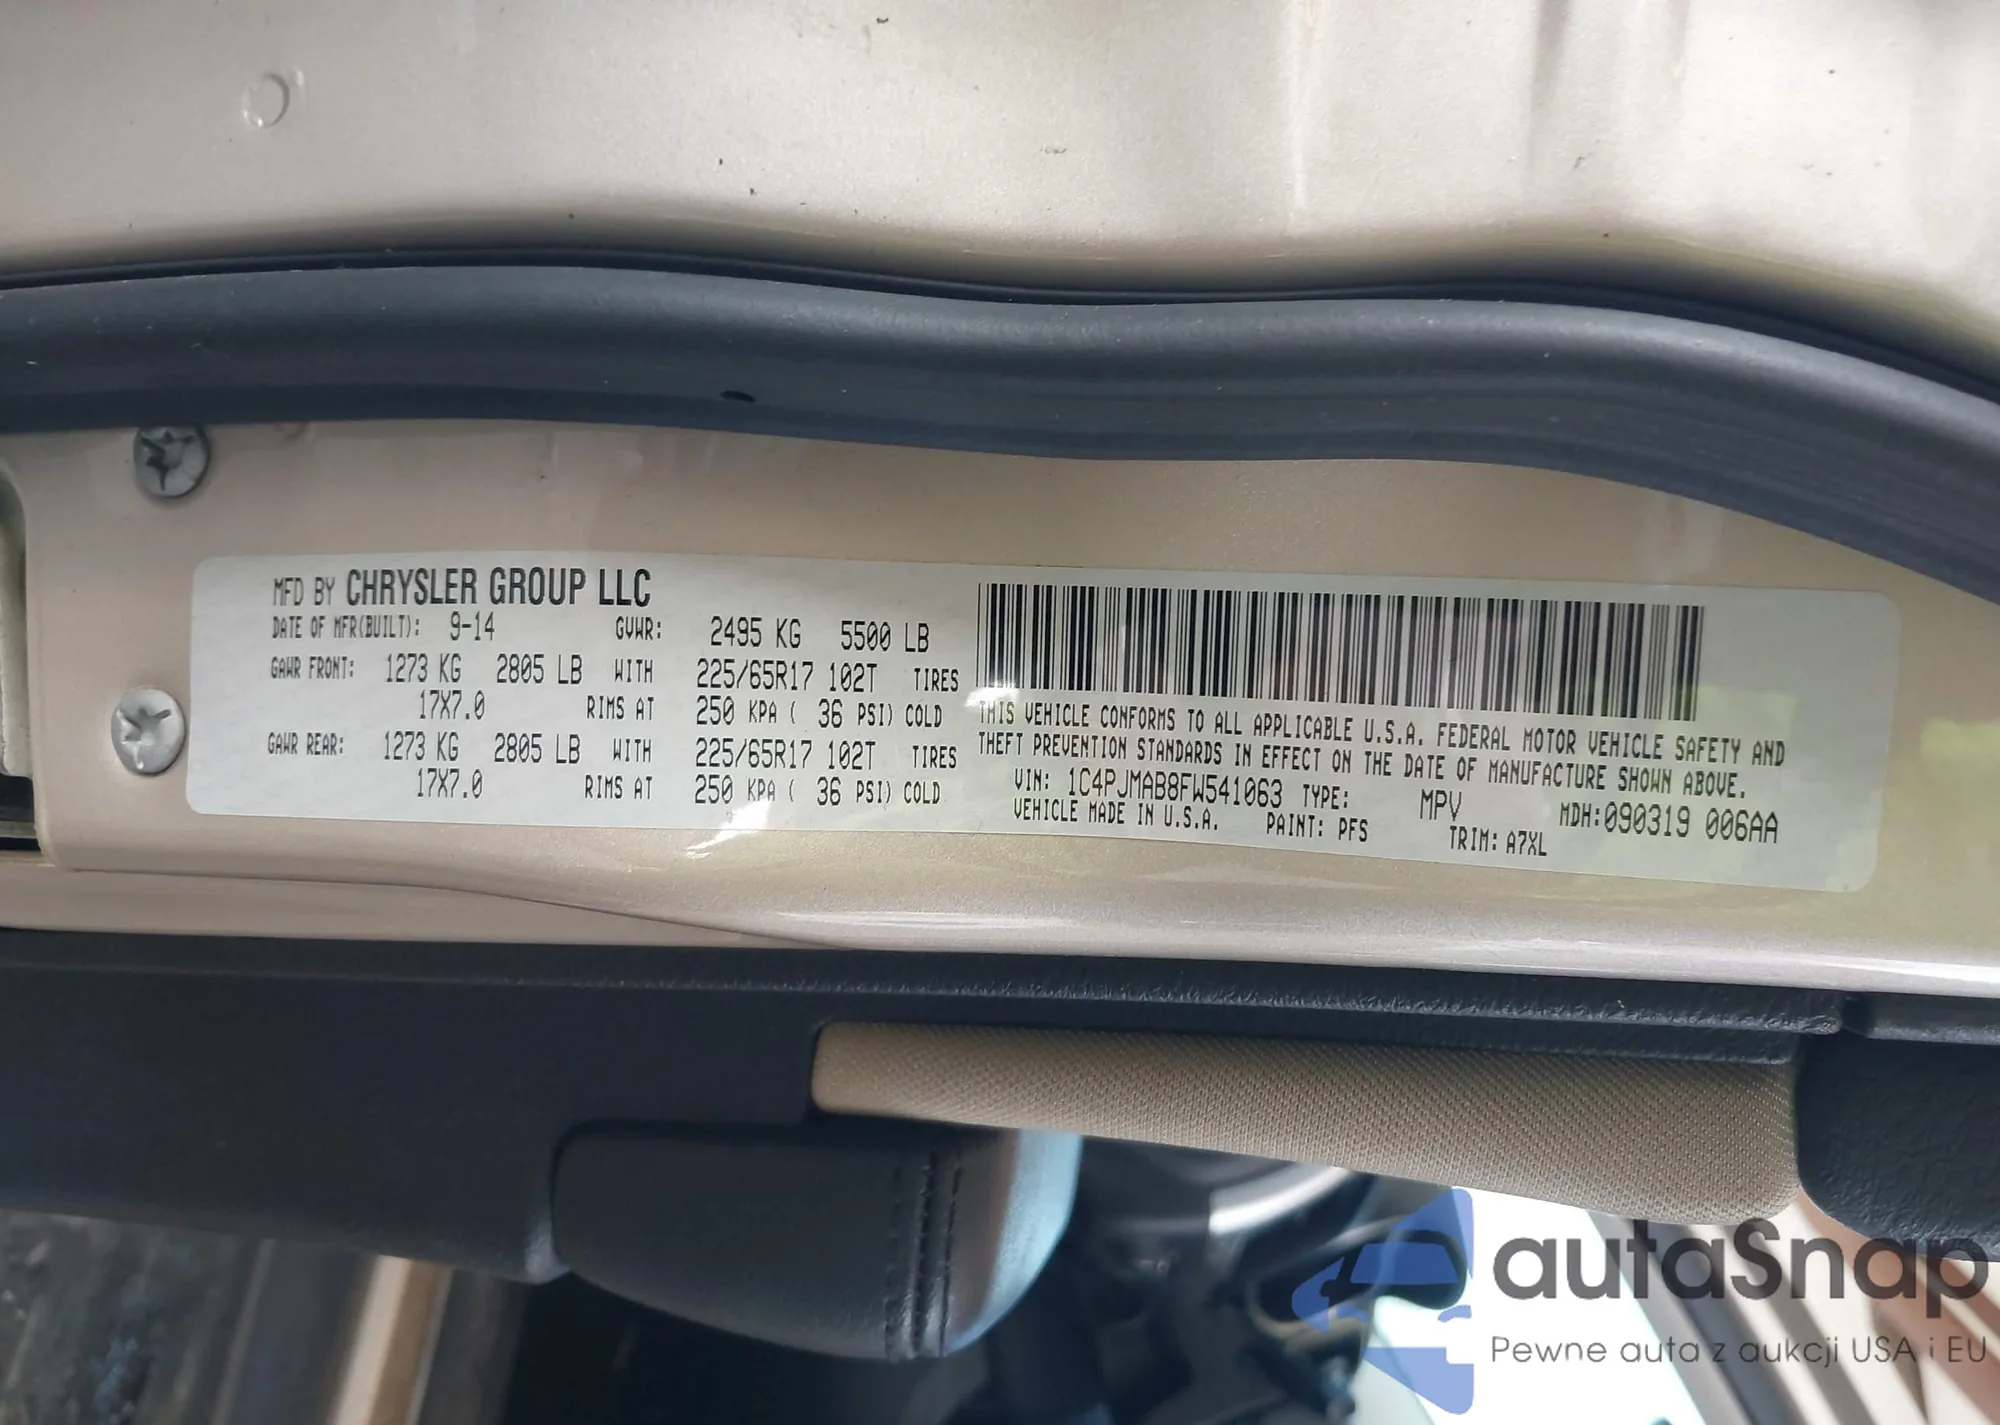 MFD BY CHRYSLER GROUP LLC
DATE OF MFR(BUILT): 9-14 GVWR: 2495 KG 5500 LB
GAWR FRONT: 1273 KG 2805 LB WITH 225/65R17 102T TIRES
17X7.0 RIMS AT 250 KPA ( 36 PSI) COLD
GAWR REAR: 1273 KG 2805 LB WITH 225/65R17 102T TIRES
17X7.0 RIMS AT 250 KPA ( 36 PSI) COLD
THIS VEHICLE CONFORMS TO ALL APPLICABLE U.S.A. FEDERAL MOTOR VEHICLE SAFETY AND
THEFT PREVENTION STANDARDS IN EFFECT ON THE DATE OF MANUFACTURE SHOWN ABOVE.
VIN: 1C4PJMAB8FW541063 TYPE: MPV MDH:090319 006AA
VEHICLE MADE IN U.S.A. PAINT: PFS TRIM: A7XL
autaSnap
Pewne auta z aukcji USA i EU